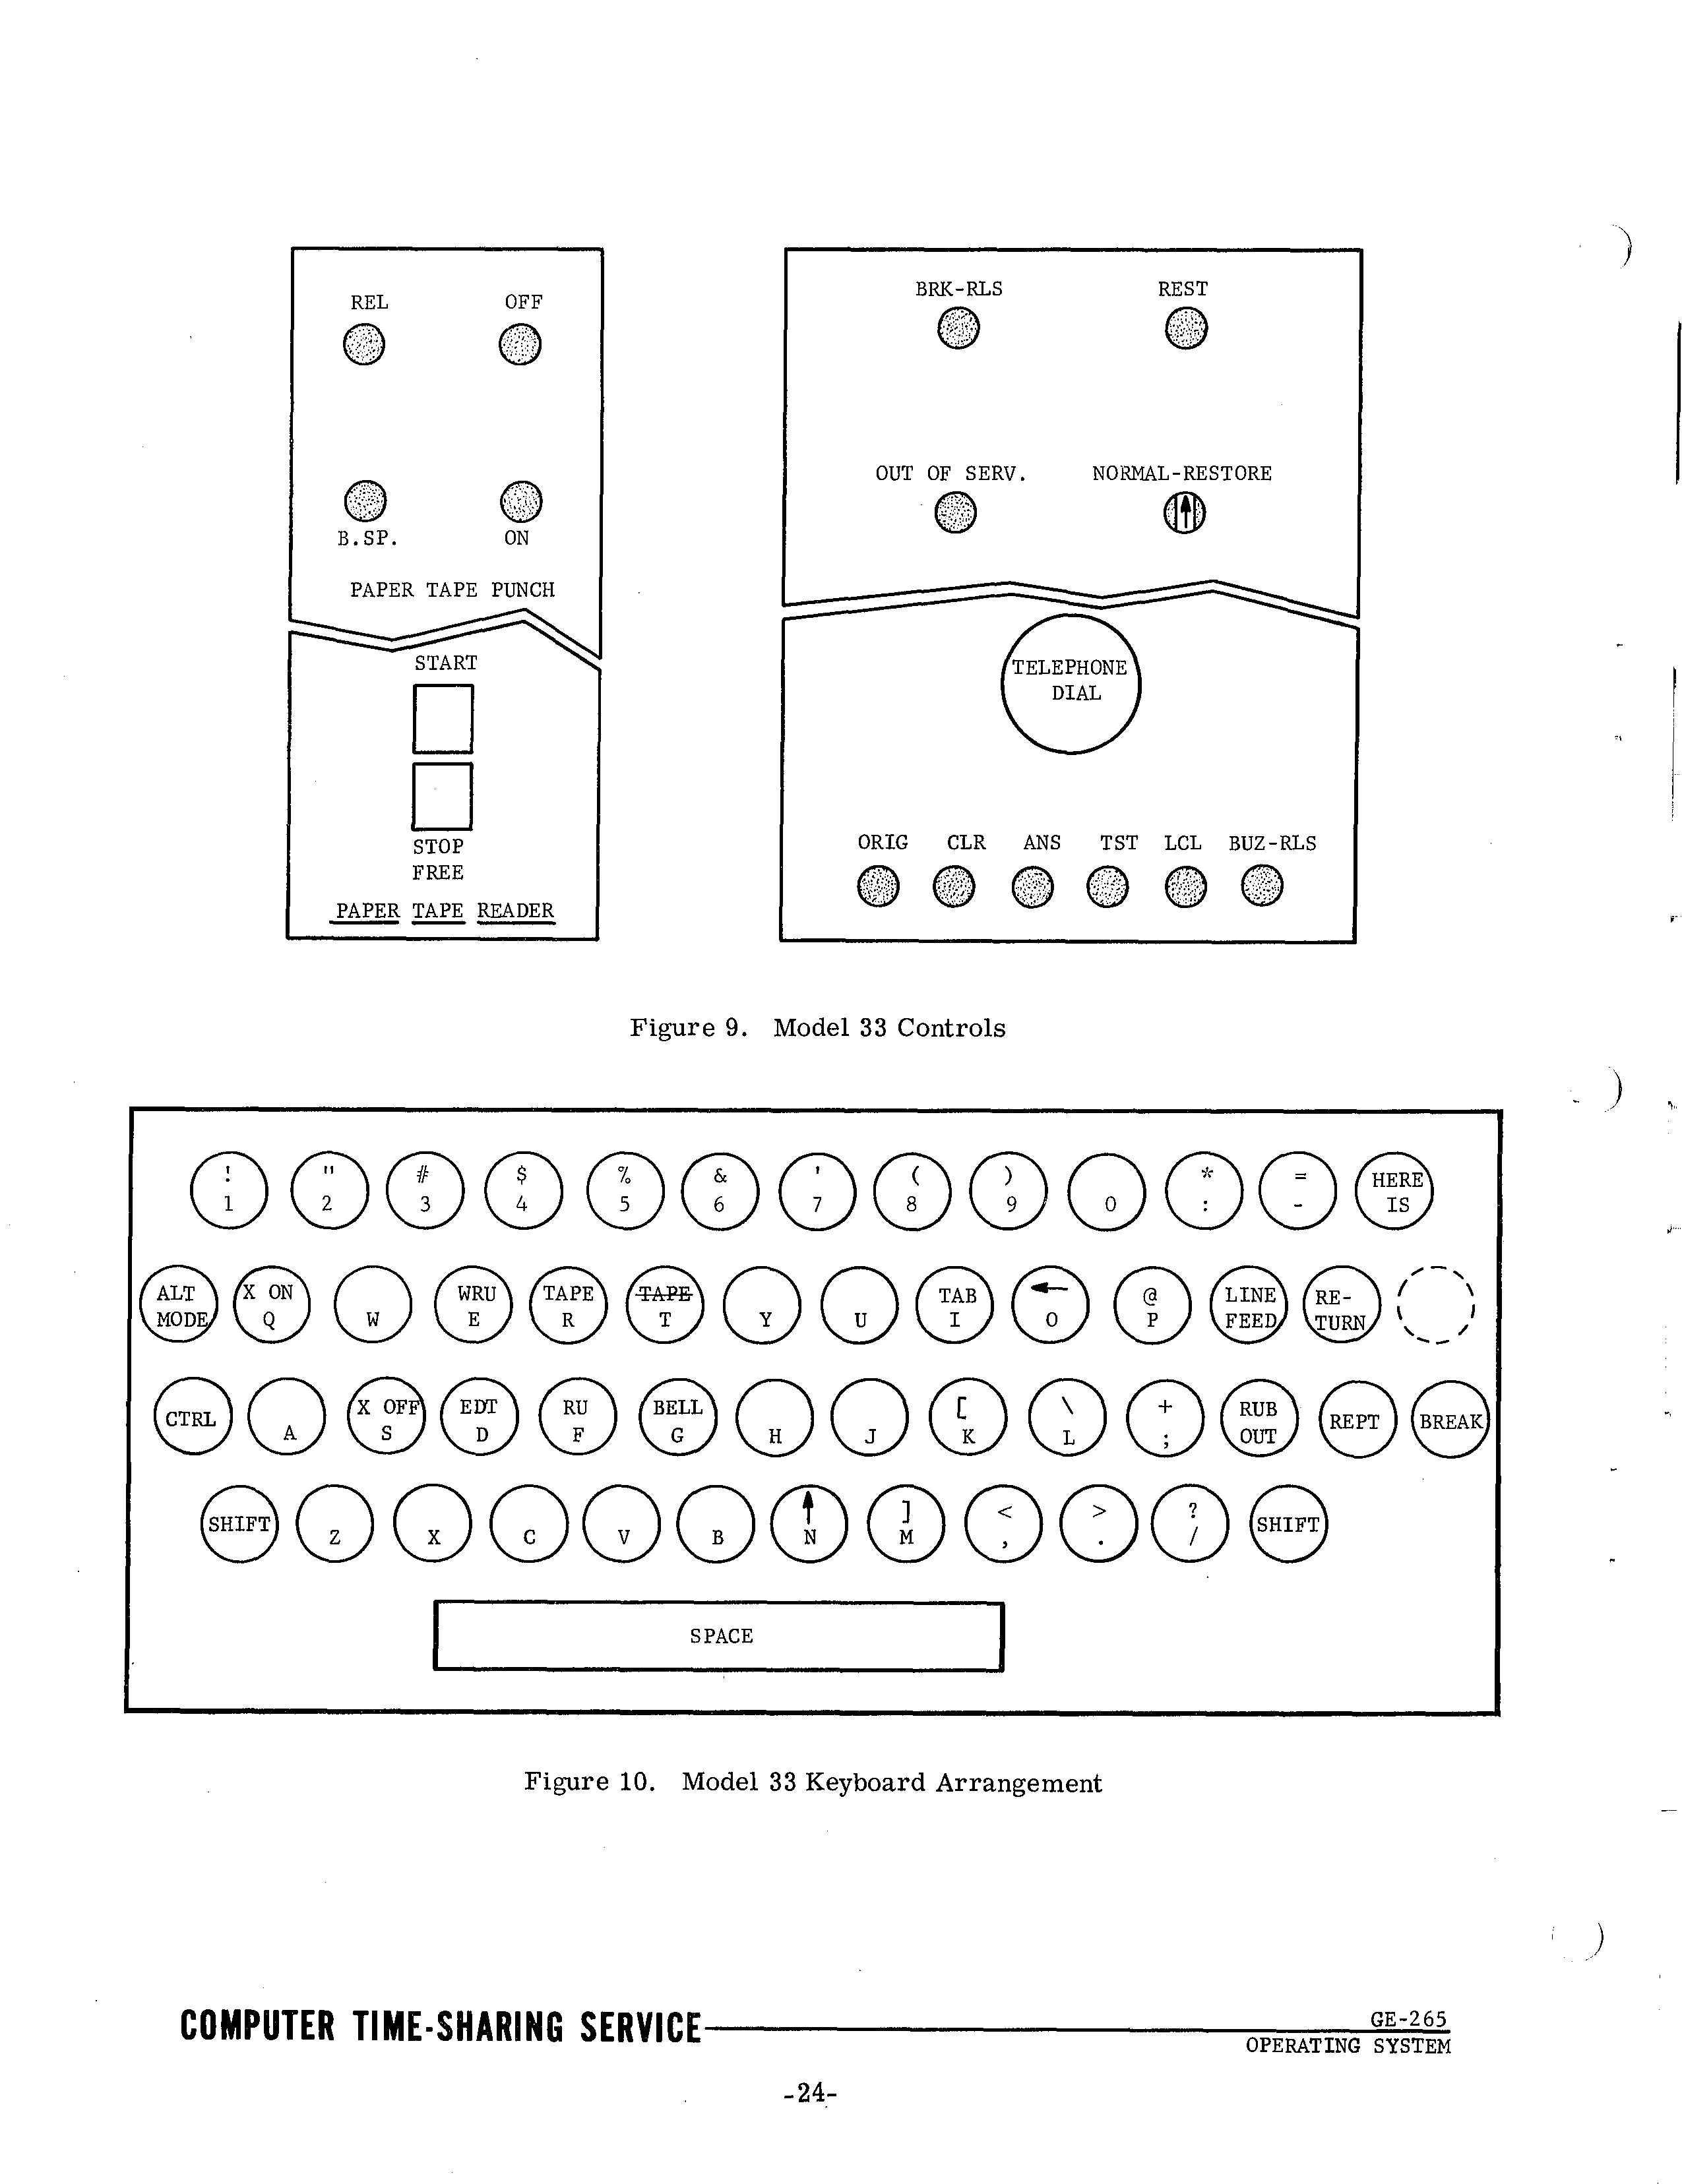 REL OFF
B.SP. ON
PAPER TAPE PUNCH
START
STOP
FREE
PAPER TAPE READER
BRK-RLS REST
OUT OF SERV. NORMAL-RESTORE
TELEPHONE
DIAL
ORIG CLR ANS TST LCL BUZ-RLS
Figure 9. Model 33 Controls
! " # $ % & ' ( ) * = HERE
1 2 3 4 5 6 7 8 9 0 : - IS
ALT X ON WRU TAPE TAPE TAB ← @ LINE RE-
MODE Q W E R T Y U I O P FEED TURN
X OFF EDT RU BELL [ \ + RUB
CTRL A S D F G H J K L ; OUT REPT BREAK
↑ ] < > ?
SHIFT Z X C V B N M , . / SHIFT
SPACE
Figure 10. Model 33 Keyboard Arrangement
COMPUTER TIME-SHARING SERVICE GE-265
OPERATING SYSTEM
-24-